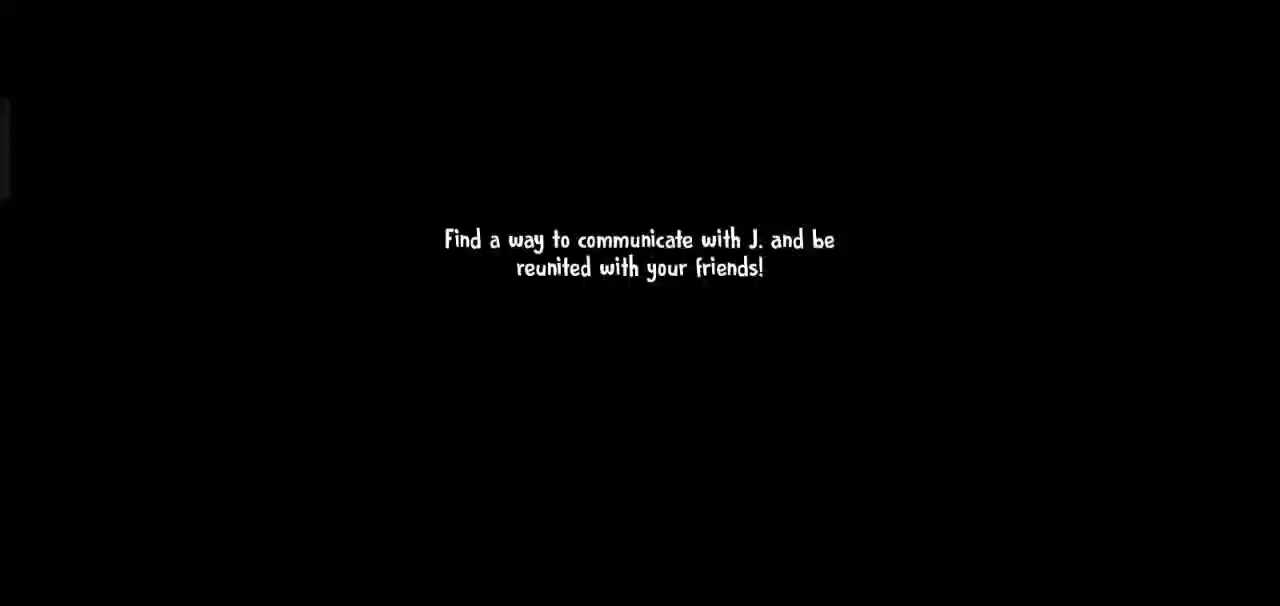 Find a way to communicate with J. and be
reunited with your friends!